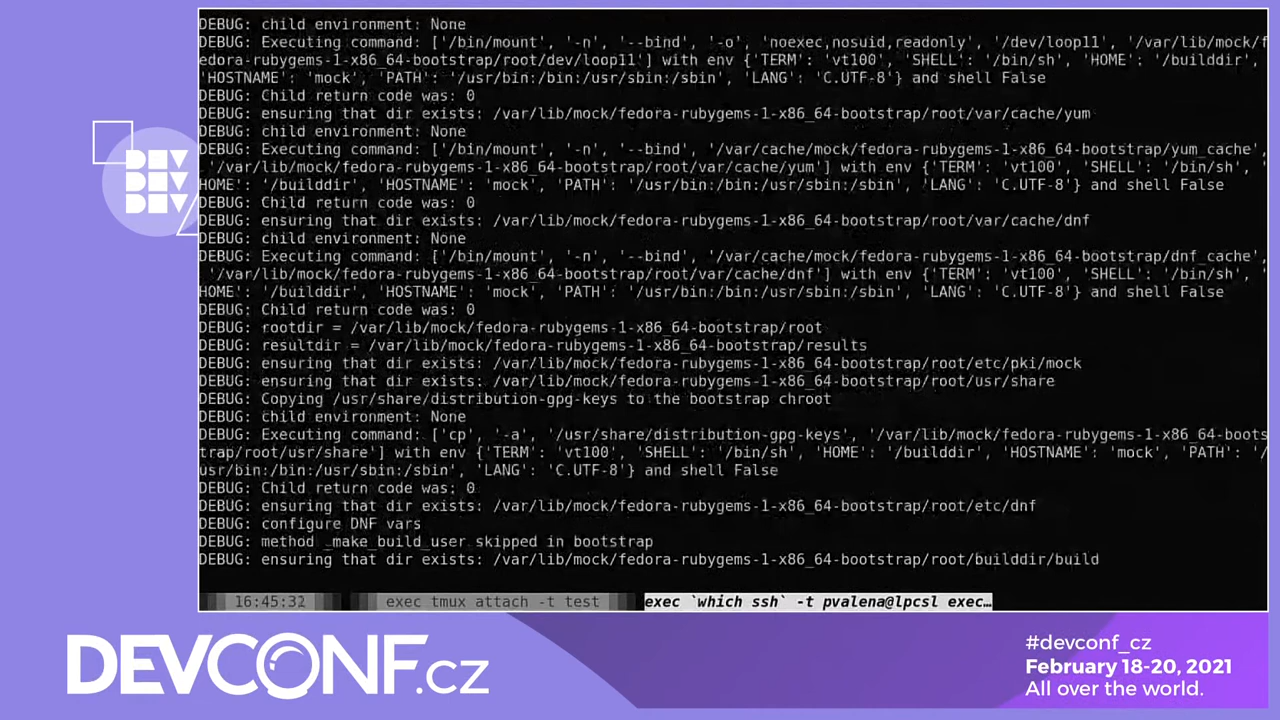 DEBUG: child environment: None
DEBUG: Executing command: ['/bin/mount', '-n', '--bind', '-o', 'noexec,nosuid,readonly', '/dev/loop11', '/var/lib/mock/f
edora-rubygems-1-x86_64-bootstrap/root/dev/loop11'] with env {'TERM': 'vt100', 'SHELL': '/bin/sh', 'HOME': '/builddir',
'HOSTNAME': 'mock', 'PATH': '/usr/bin:/bin:/usr/sbin:/sbin', 'LANG': 'C.UTF-8'} and shell False
DEBUG: Child return code was: 0
DEBUG: ensuring that dir exists: /var/lib/mock/fedora-rubygems-1-x86_64-bootstrap/root/var/cache/yum
DEBUG: child environment: None
DEBUG: Executing command: ['/bin/mount', '-n', '--bind', '/var/cache/mock/fedora-rubygems-1-x86_64-bootstrap/yum_cache',
'/var/lib/mock/fedora-rubygems-1-x86_64-bootstrap/root/var/cache/yum'] with env {'TERM': 'vt100', 'SHELL': '/bin/sh', '
HOME': '/builddir', 'HOSTNAME': 'mock', 'PATH': '/usr/bin:/bin:/usr/sbin:/sbin', 'LANG': 'C.UTF-8'} and shell False
DEBUG: Child return code was: 0
DEBUG: ensuring that dir exists: /var/lib/mock/fedora-rubygems-1-x86_64-bootstrap/root/var/cache/dnf
DEBUG: child environment: None
DEBUG: Executing command: ['/bin/mount', '-n', '--bind', '/var/cache/mock/fedora-rubygems-1-x86_64-bootstrap/dnf_cache',
'/var/lib/mock/fedora-rubygems-1-x86_64-bootstrap/root/var/cache/dnf'] with env {'TERM': 'vt100', 'SHELL': '/bin/sh', '
HOME': '/builddir', 'HOSTNAME': 'mock', 'PATH': '/usr/bin:/bin:/usr/sbin:/sbin', 'LANG': 'C.UTF-8'} and shell False
DEBUG: Child return code was: 0
DEBUG: rootdir = /var/lib/mock/fedora-rubygems-1-x86_64-bootstrap/root
DEBUG: resultdir = /var/lib/mock/fedora-rubygems-1-x86_64-bootstrap/results
DEBUG: ensuring that dir exists: /var/lib/mock/fedora-rubygems-1-x86_64-bootstrap/root/etc/pki/mock
DEBUG: ensuring that dir exists: /var/lib/mock/fedora-rubygems-1-x86_64-bootstrap/root/usr/share
DEBUG: Copying /usr/share/distribution-gpg-keys to the bootstrap chroot
DEBUG: Child environment: None
DEBUG: Executing command: ['cp', '-a', '/usr/share/distribution-gpg-keys', '/var/lib/mock/fedora-rubygems-1-x86_64-boots
trap/root/usr/share'] with env {'TERM': 'vt100', 'SHELL': '/bin/sh', 'HOME': '/builddir', 'HOSTNAME': 'mock', 'PATH': '/
usr/bin:/bin:/usr/sbin:/sbin', 'LANG': 'C.UTF-8'} and shell False
DEBUG: Child return code was: 0
DEBUG: ensuring that dir exists: /var/lib/mock/fedora-rubygems-1-x86_64-bootstrap/root/etc/dnf
DEBUG: configure DNF vars
DEBUG: method _make_build_user skipped in bootstrap
DEBUG: ensuring that dir exists: /var/lib/mock/fedora-rubygems-1-x86_64-bootstrap/root/builddir/build
16:45:32 exec tmux attach -t test exec `which ssh` -t pvalena@lpcsl exec…
DEV
DEV
DEV
DEVCONF.cz
#devconf_cz
February 18-20, 2021
All over the world.